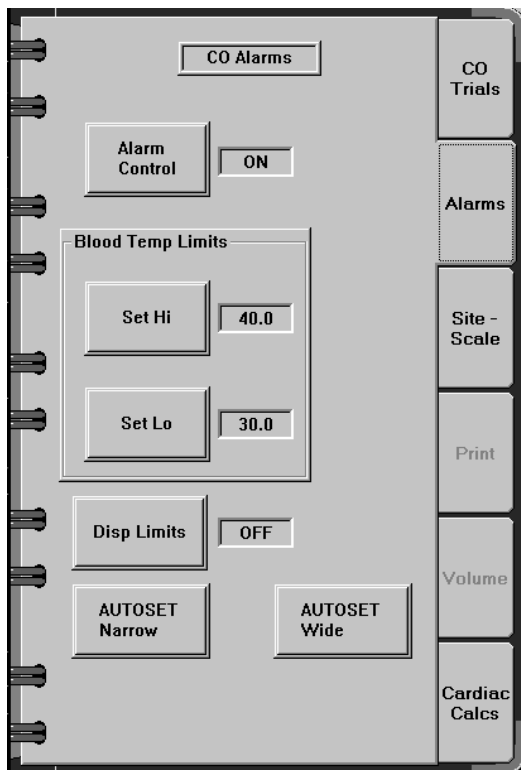 CO Alarms
Alarm
Control
ON
Blood Temp Limits
Set Hi
40.0
Set Lo
30.0
Disp Limits
OFF
AUTOSET
Narrow
AUTOSET
Wide
CO
Trials
Alarms
Site -
Scale
Print
Volume
Cardiac
Calcs